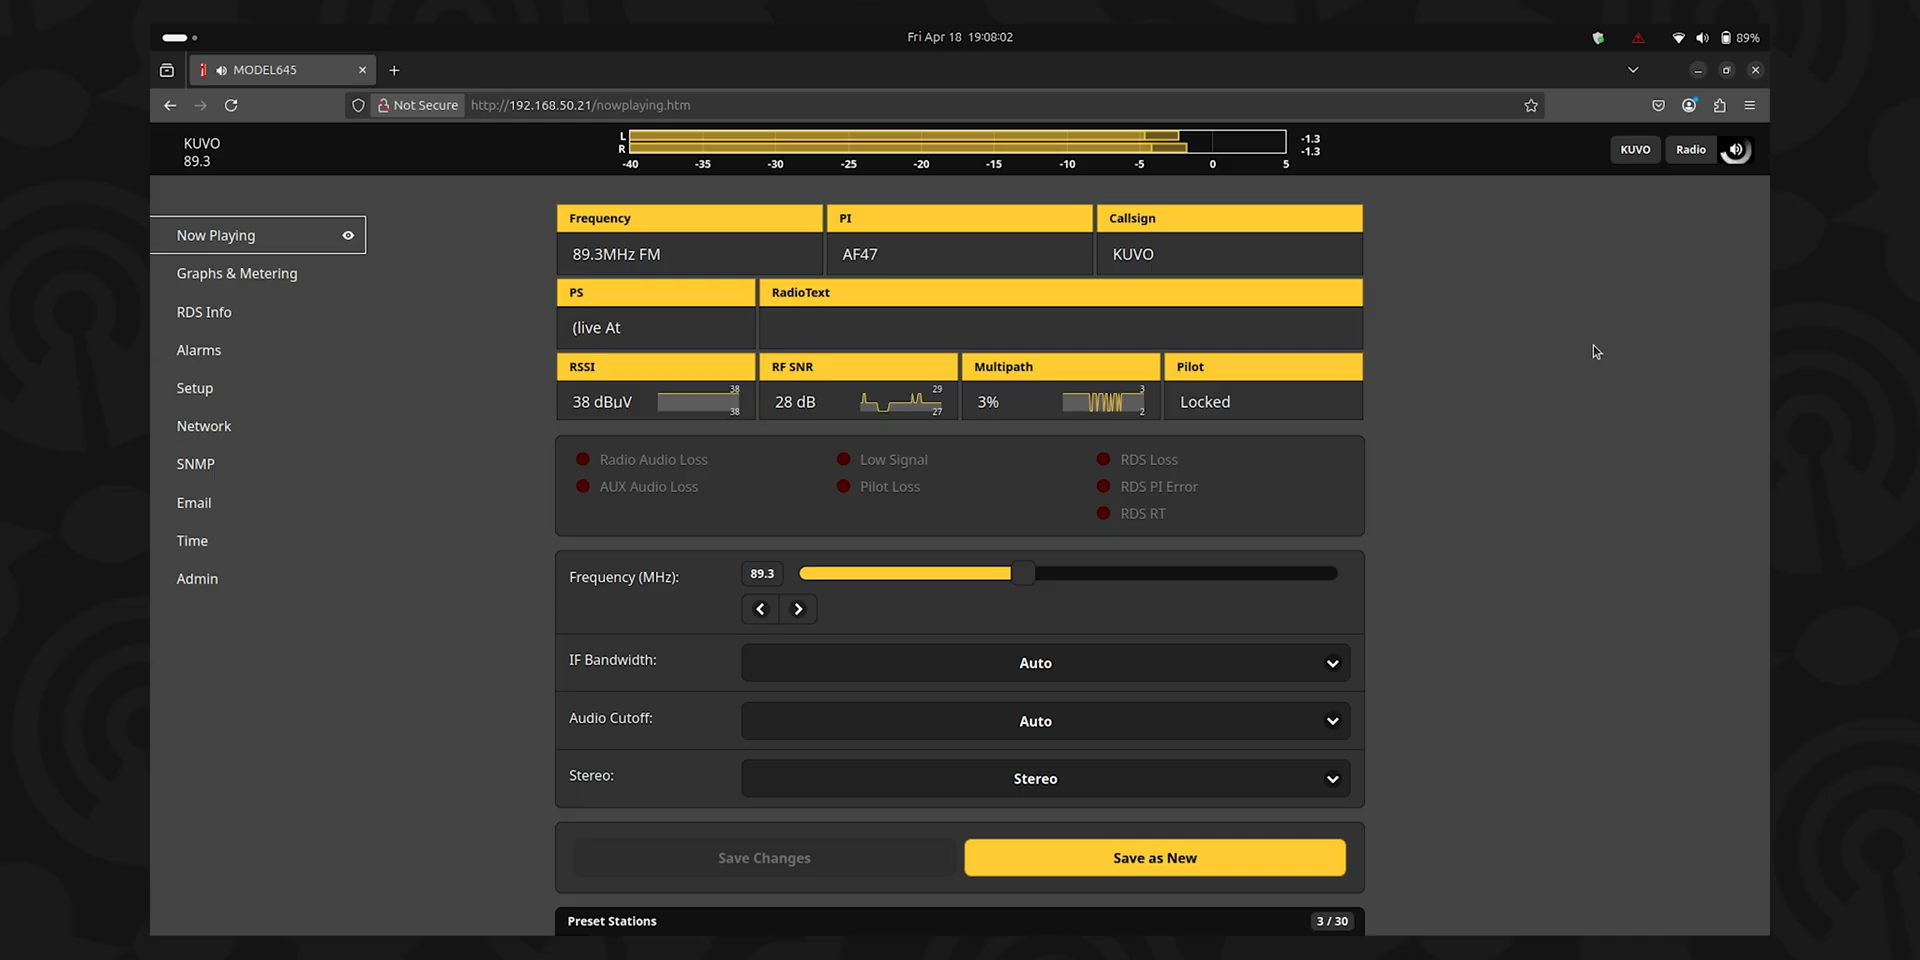 Fri Apr 18 19:08:02
89%
MODEL645
Not Secure http://192.168.50.21/nowplaying.htm
KUVO
89.3
L
R
-40 -35 -30 -25 -20 -15 -10 -5 0 5
-1.3
-1.3
KUVO Radio
Now Playing
Graphs & Metering
RDS Info
Alarms
Setup
Network
SNMP
Email
Time
Admin
Frequency PI Callsign
89.3MHz FM AF47 KUVO
PS RadioText
(live At
RSSI RF SNR Multipath Pilot
38 dBµV 38 38 28 dB 29 27 3% 3 2 Locked
Radio Audio Loss Low Signal RDS Loss
AUX Audio Loss Pilot Loss RDS PI Error
RDS RT
Frequency (MHz): 89.3
IF Bandwidth: Auto
Audio Cutoff: Auto
Stereo: Stereo
Save Changes Save as New
Preset Stations 3 / 30